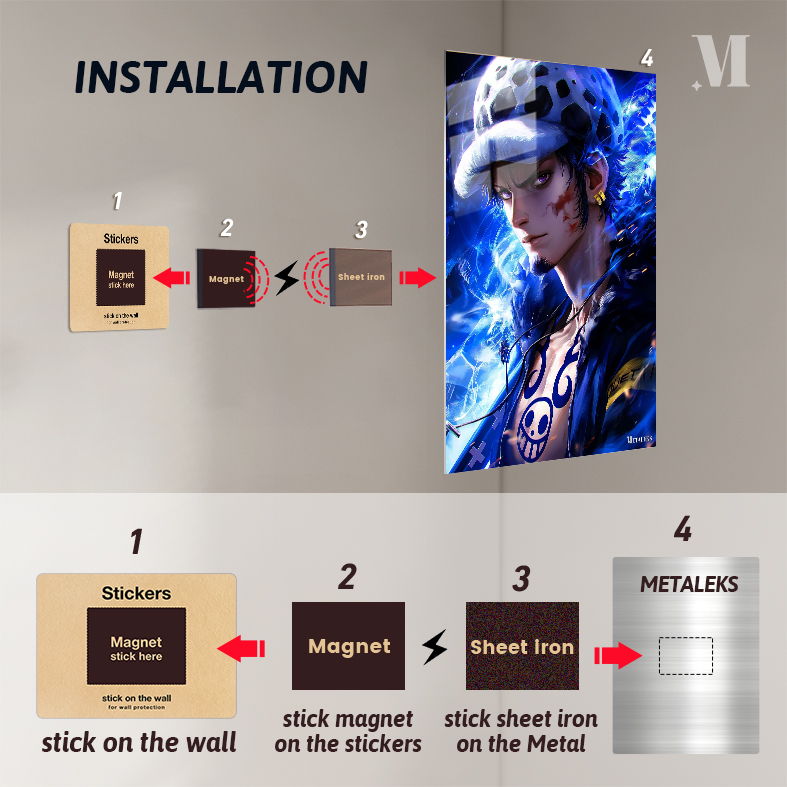 INSTALLATION
M
4
1
2
3
Stickers
Magnet
stick here
stick on the wall
for wall protection
Magnet
Sheet iron
1
2
3
4
Stickers
Magnet
stick here
stick on the wall
for wall protection
Magnet
Sheet iron
METALEKS
stick on the wall
stick magnet
on the stickers
stick sheet iron
on the Metal